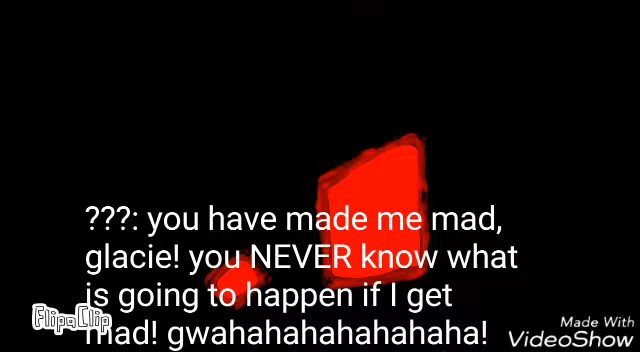 ???: you have made me mad,
glacie! you NEVER know what
is going to happen if I get
mad! gwahahahahahahaha!
FlipaClip
Made With
VideoShow